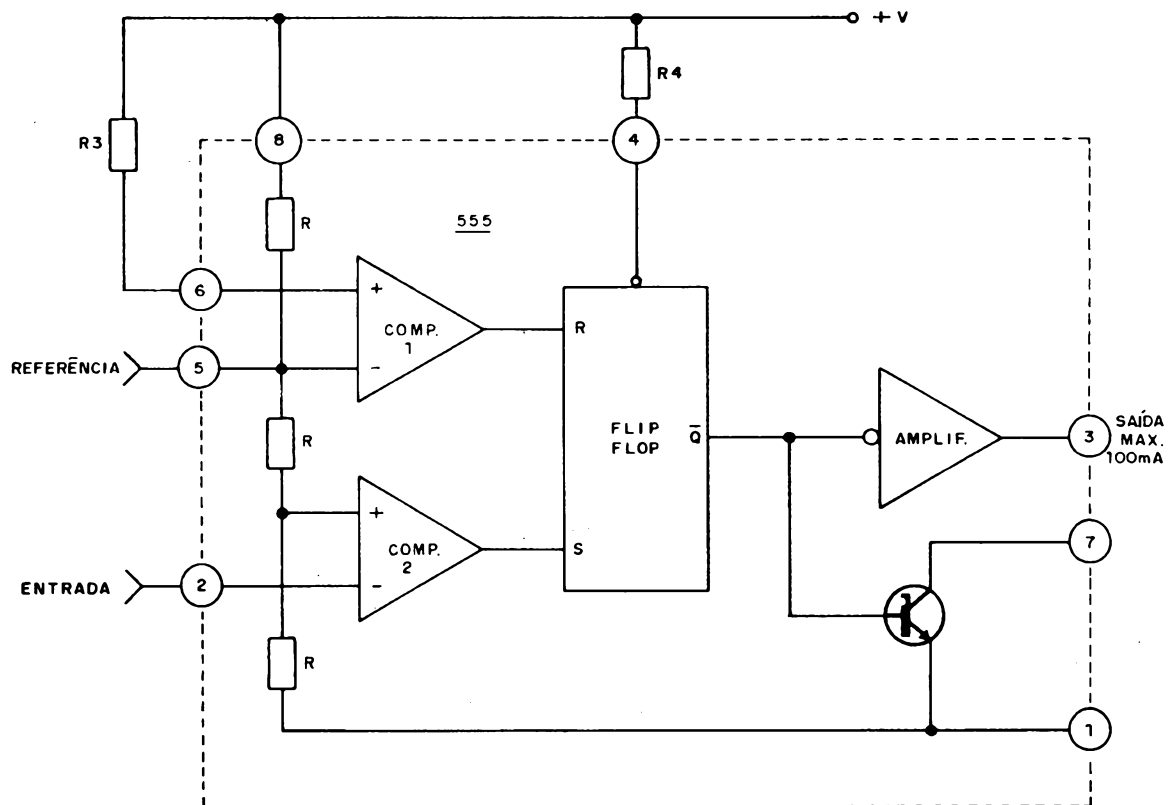 + V
R4
R3
8
4
R
555
6
+
COMP.
1
-
R
REFERÊNCIA
5
R
FLIP
FLOP
Q̅
AMPLIF.
3
SAÍDA
MAX.
100mA
+
COMP.
2
-
S
7
ENTRADA
2
R
1